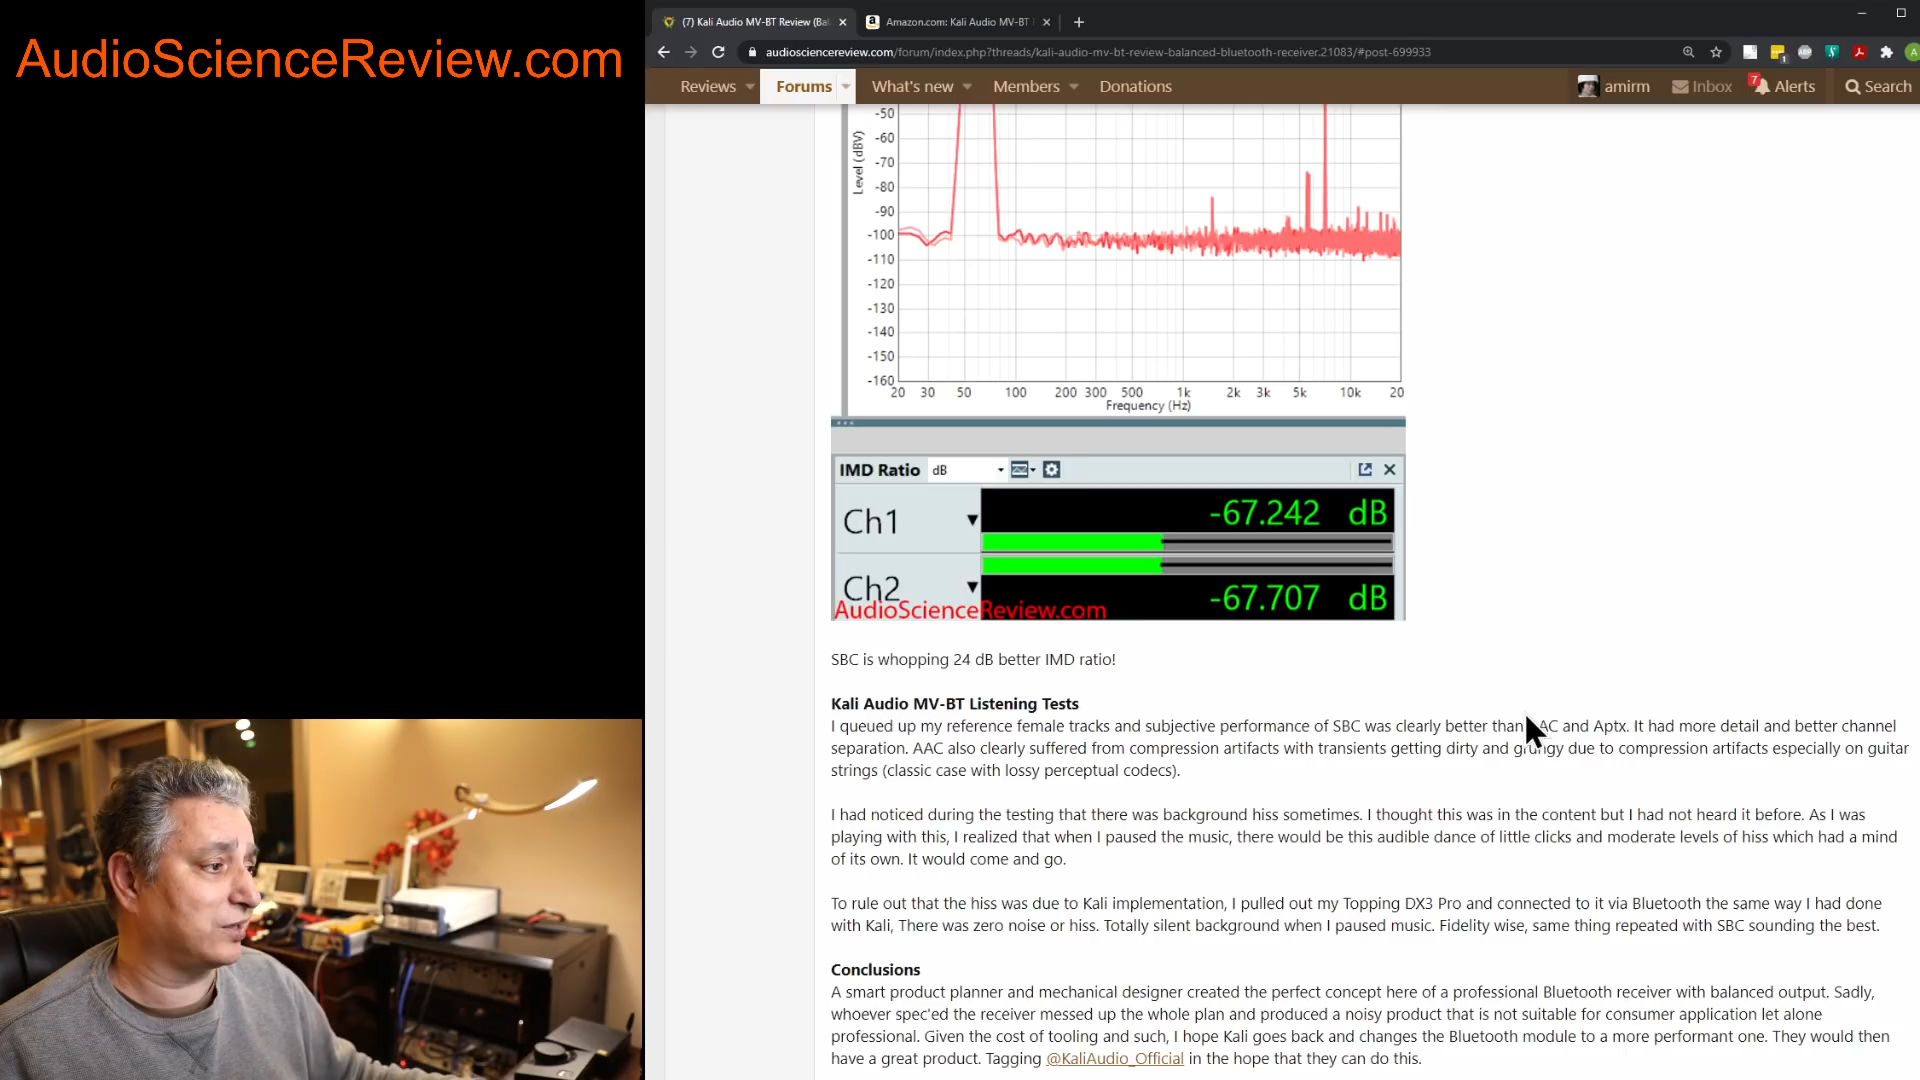 AudioScienceReview.com
(7) Kali Audio MV-BT Review (Bal
Amazon.com: Kali Audio MV-BT
audiosciencereview.com/forum/index.php?threads/kali-audio-mv-bt-review-balanced-bluetooth-receiver.21083/#post-699933
Reviews Forums What's new Members Donations amirm Inbox 7 Alerts Search
Level (dBV)
-50
-60
-70
-80
-90
-100
-110
-120
-130
-140
-150
-160
20 30 50 100 200 300 500 1k 2k 3k 5k 10k 20
Frequency (Hz)
IMD Ratio dB
Ch1 -67.242 dB
Ch2 -67.707 dB
AudioScienceReview.com
SBC is whopping 24 dB better IMD ratio!
Kali Audio MV-BT Listening Tests
I queued up my reference female tracks and subjective performance of SBC was clearly better than AAC and Aptx. It had more detail and better channel
separation. AAC also clearly suffered from compression artifacts with transients getting dirty and grungy due to compression artifacts especially on guitar
strings (classic case with lossy perceptual codecs).
I had noticed during the testing that there was background hiss sometimes. I thought this was in the content but I had not heard it before. As I was
playing with this, I realized that when I paused the music, there would be this audible dance of little clicks and moderate levels of hiss which had a mind
of its own. It would come and go.
To rule out that the hiss was due to Kali implementation, I pulled out my Topping DX3 Pro and connected to it via Bluetooth the same way I had done
with Kali, There was zero noise or hiss. Totally silent background when I paused music. Fidelity wise, same thing repeated with SBC sounding the best.
Conclusions
A smart product planner and mechanical designer created the perfect concept here of a professional Bluetooth receiver with balanced output. Sadly,
whoever spec'ed the receiver messed up the whole plan and produced a noisy product that is not suitable for consumer application let alone
professional. Given the cost of tooling and such, I hope Kali goes back and changes the Bluetooth module to a more performant one. They would then
have a great product. Tagging @KaliAudio_Official in the hope that they can do this.